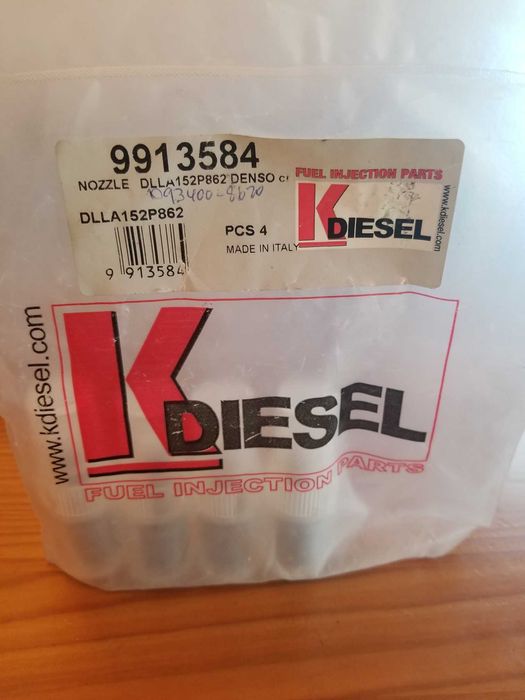 9913584
NOZZLE DLLA152P862 DENSO
093400-8620
DLLA152P862
PCS 4
MADE IN ITALY
9 913584
FUEL INJECTION PARTS
KDIESEL
www.kdiesel.com
www.kdiesel.com
KDIESEL
FUEL INJECTION PARTS